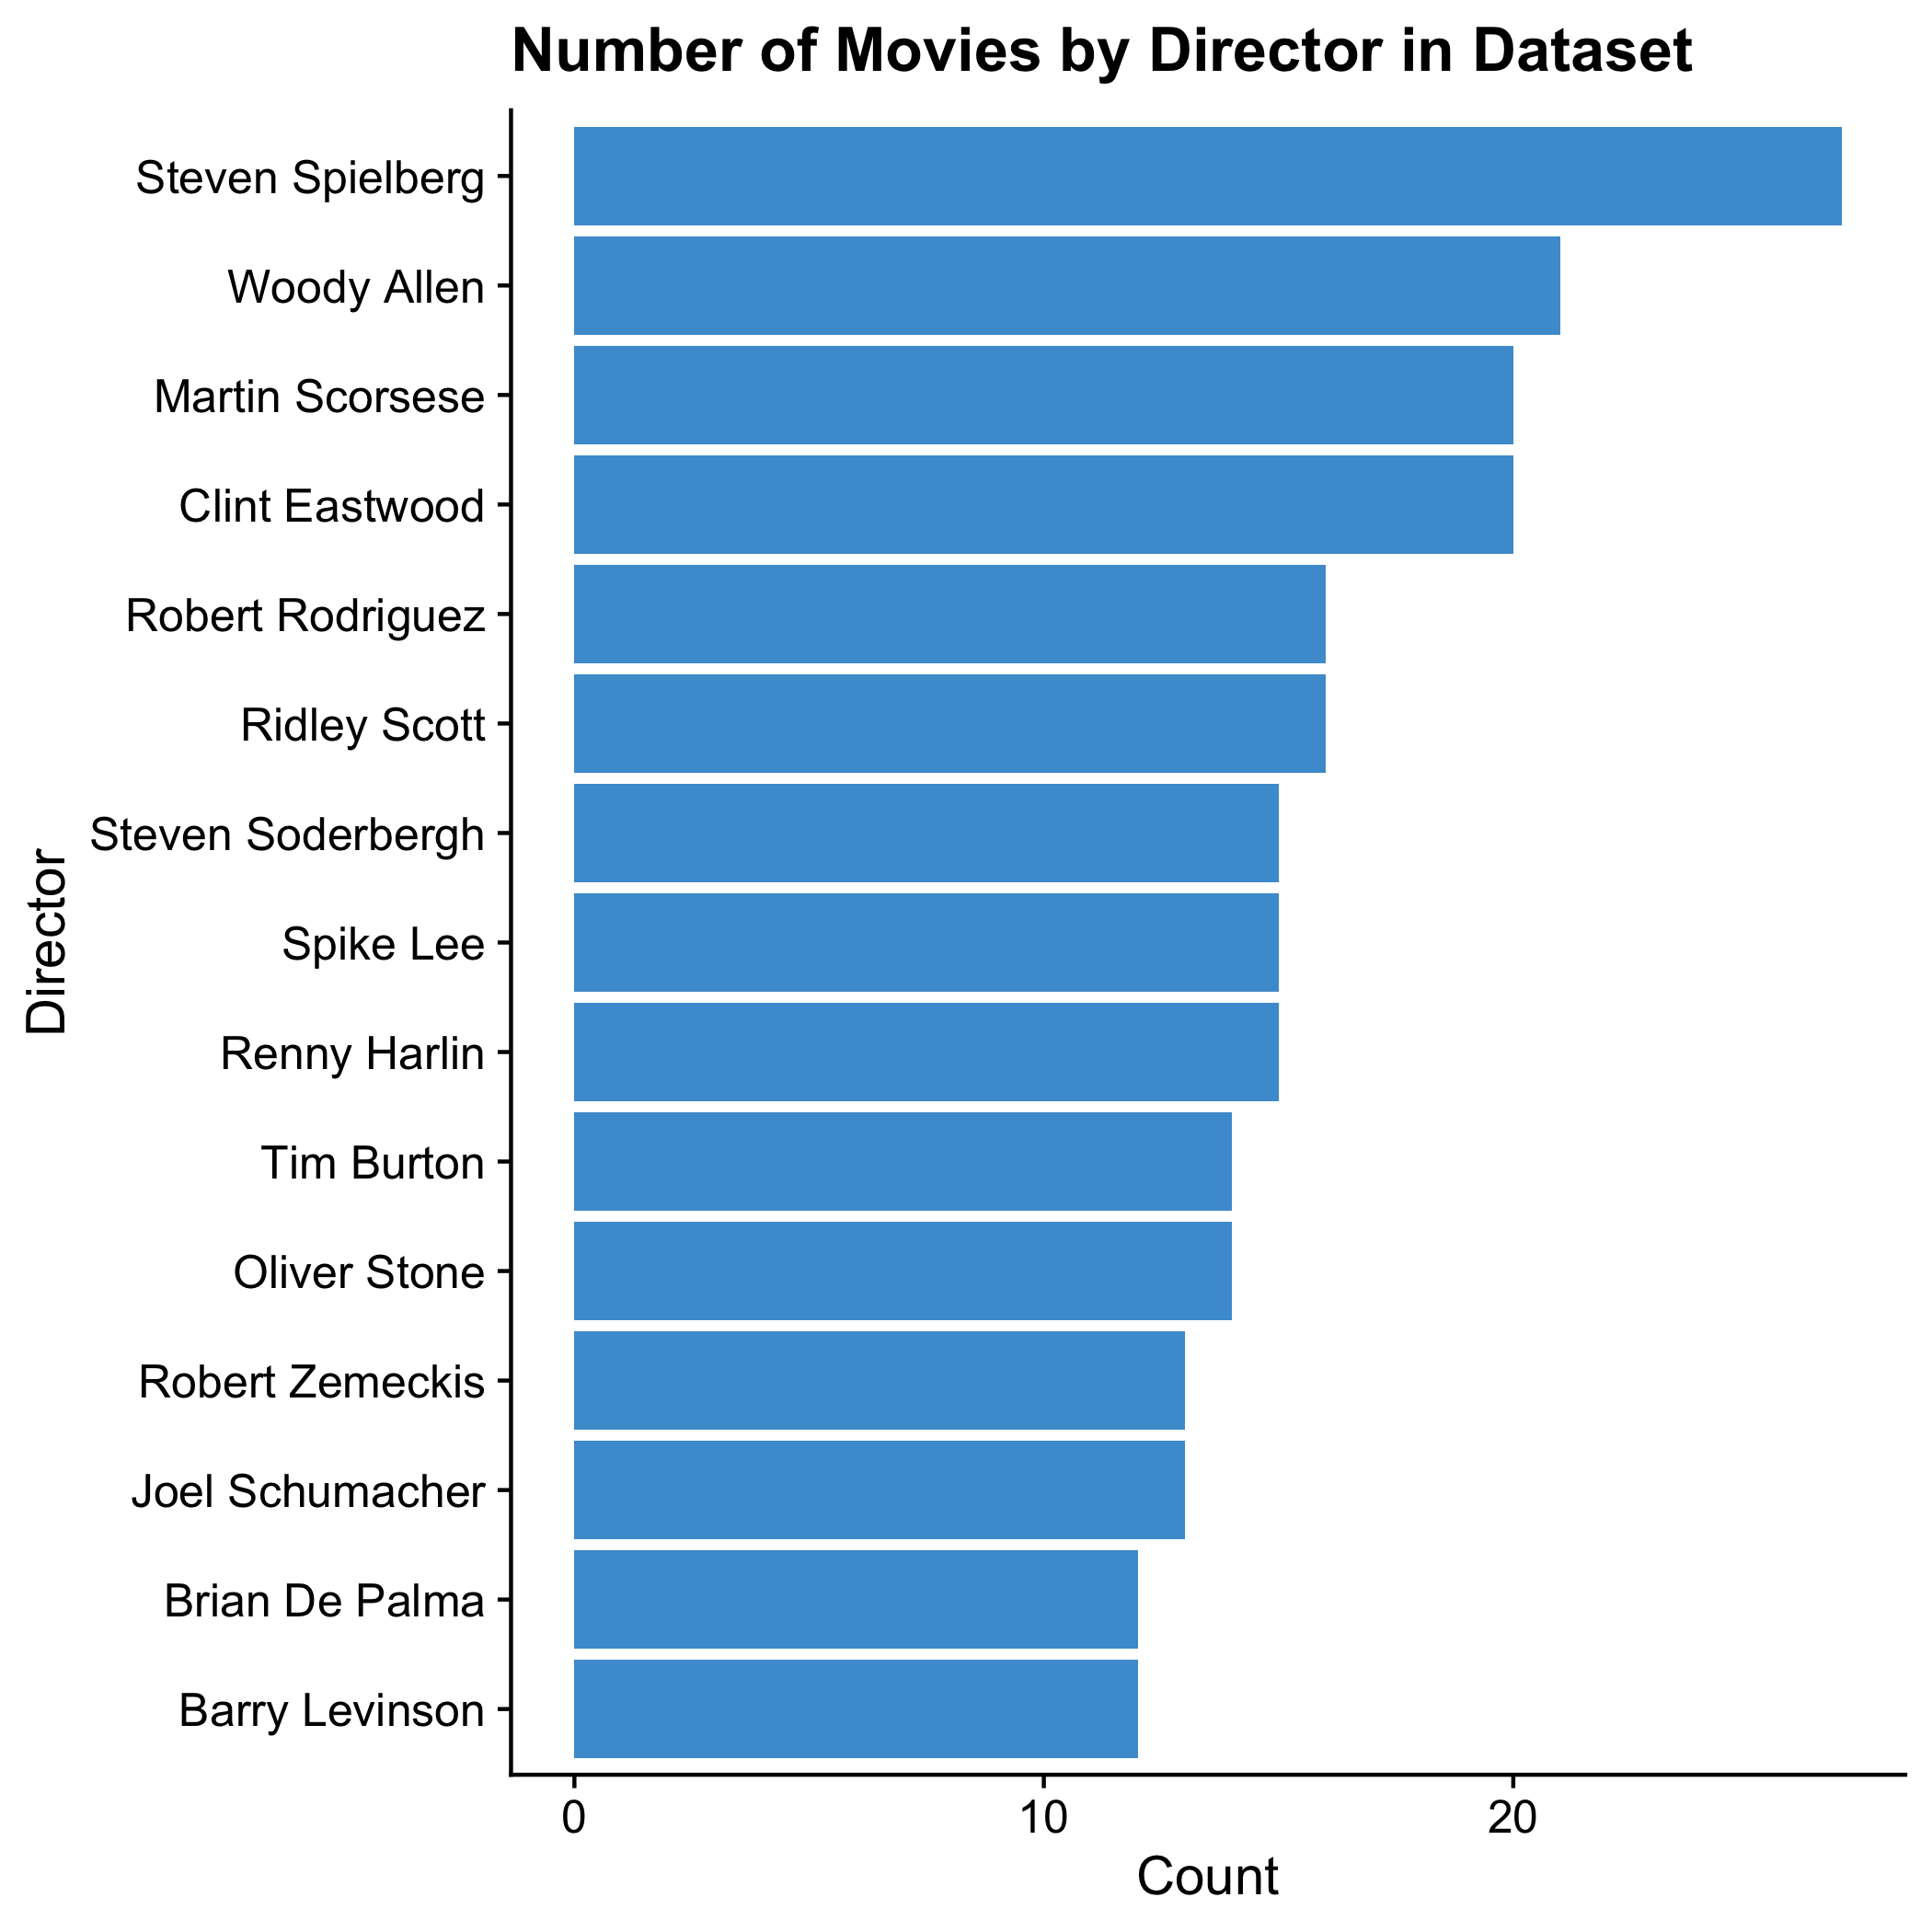 Number of Movies by Director in Dataset
Steven Spielberg
Woody Allen
Martin Scorsese
Clint Eastwood
Robert Rodriguez
Ridley Scott
Steven Soderbergh
Spike Lee
Renny Harlin
Tim Burton
Oliver Stone
Robert Zemeckis
Joel Schumacher
Brian De Palma
Barry Levinson
Director
0 10 20
Count